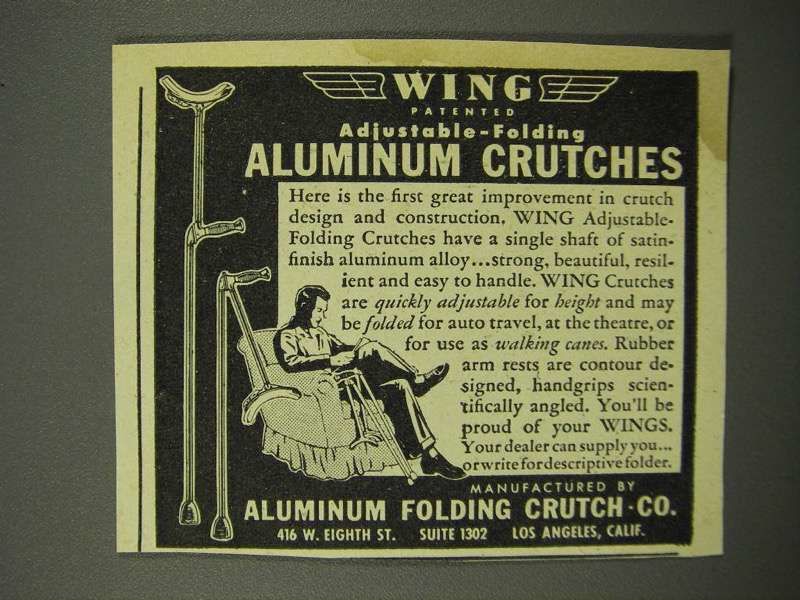 WING
PATENTED
Adjustable-Folding
ALUMINUM CRUTCHES
Here is the first great improvement in crutch
design and construction. WING Adjustable-
Folding Crutches have a single shaft of satin-
finish aluminum alloy...strong, beautiful, resil-
ient and easy to handle. WING Crutches
are quickly adjustable for height and may
be folded for auto travel, at the theatre, or
for use as walking canes. Rubber
arm rests are contour de-
signed, handgrips scien-
tifically angled. You'll be
proud of your WINGS.
Your dealer can supply you...
or write for descriptive folder.
MANUFACTURED BY
ALUMINUM FOLDING CRUTCH · CO.
416 W. EIGHTH ST. SUITE 1302 LOS ANGELES, CALIF.